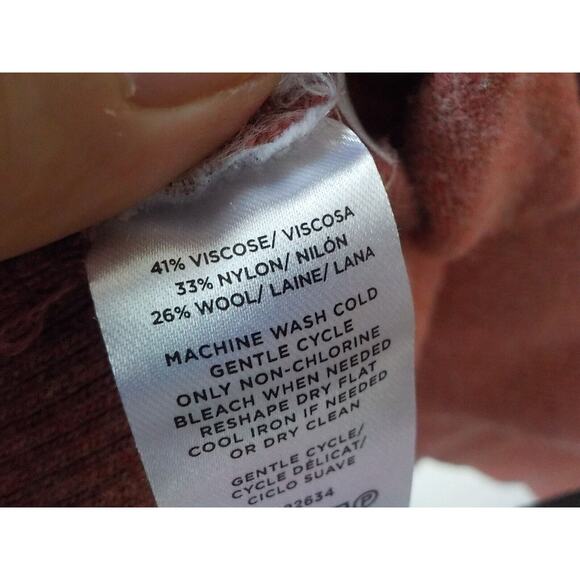 41% VISCOSE/ VISCOSA
33% NYLON/ NILÓN
26% WOOL/ LAINE/ LANA
MACHINE WASH COLD
GENTLE CYCLE
ONLY NON-CHLORINE
BLEACH WHEN NEEDED
RESHAPE DRY FLAT
COOL IRON IF NEEDED
OR DRY CLEAN
GENTLE CYCLE/
CYCLE DÉLICAT/
CICLO SUAVE
22634
P